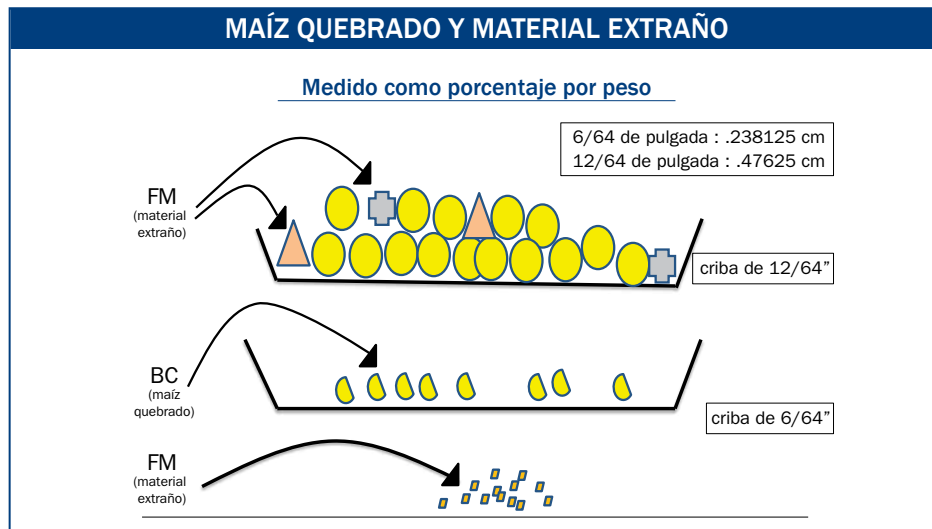 MAÍZ QUEBRADO Y MATERIAL EXTRAÑO
Medido como porcentaje por peso
6/64 de pulgada : .238125 cm
12/64 de pulgada : .47625 cm
FM
(material
extraño)
criba de 12/64”
BC
(maíz
quebrado)
criba de 6/64”
FM
(material
extraño)